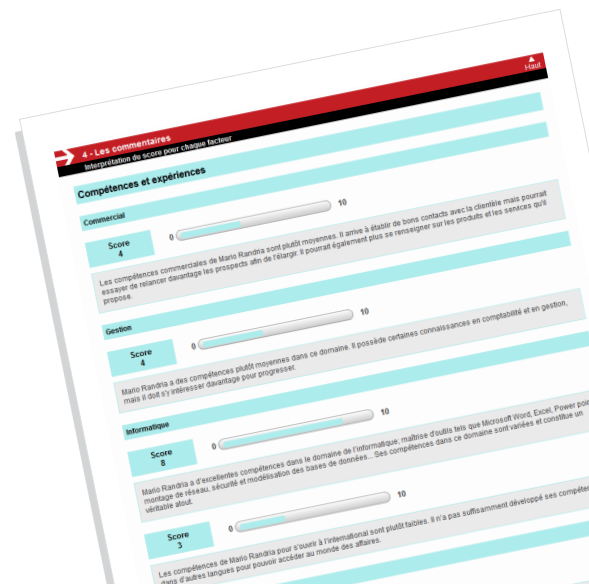 Haut
4 - Les commentaires
Interprétation du score pour chaque facteur
Compétences et expériences
Commercial
Score
4
0
10
Les compétences commerciales de Mario Randria sont plutôt moyennes. Il arrive à établir de bons contacts avec la clientèle mais pourrait
essayer de relancer davantage les prospects afin de l'élargir. Il pourrait également plus se renseigner sur les produits et les services qu'il
propose.
Gestion
Score
4
0
10
Mario Randria a des compétences plutôt moyennes dans ce domaine. Il possède certaines connaissances en comptabilité et en gestion,
mais il doit s'y intéresser davantage pour progresser.
Informatique
Score
8
0
10
Mario Randria a d'excellentes compétences dans le domaine de l'informatique; maîtrise d'outils tels que Microsoft Word, Excel, Power poi
montage de réseau, sécurité et modélisation des bases de données... Ses compétences dans ce domaine sont variées et constitue un
véritable atout.
Score
3
0
10
Les compétences de Mario Randria pour s'ouvrir à l'international sont plutôt faibles. Il n'a pas suffisamment développé ses compéte
dans d'autres langues pour pouvoir accéder au monde des affaires.